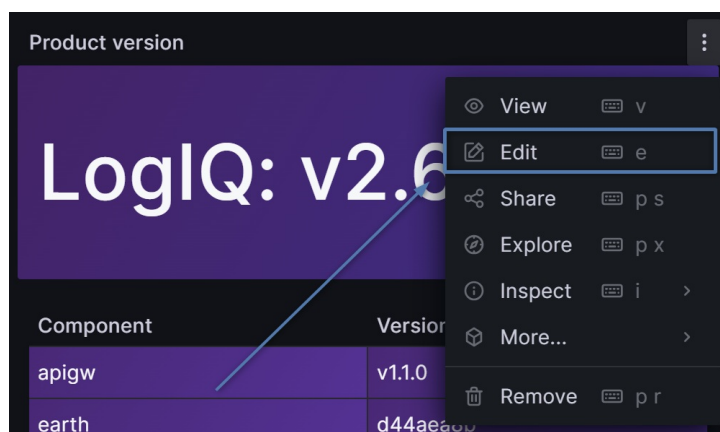 Product version
LogIQ: v2.6
View v
Edit e
Share p s
Explore p x
Inspect i
More...
Remove p r
Component Version
apigw v1.1.0
earth d44aea8b